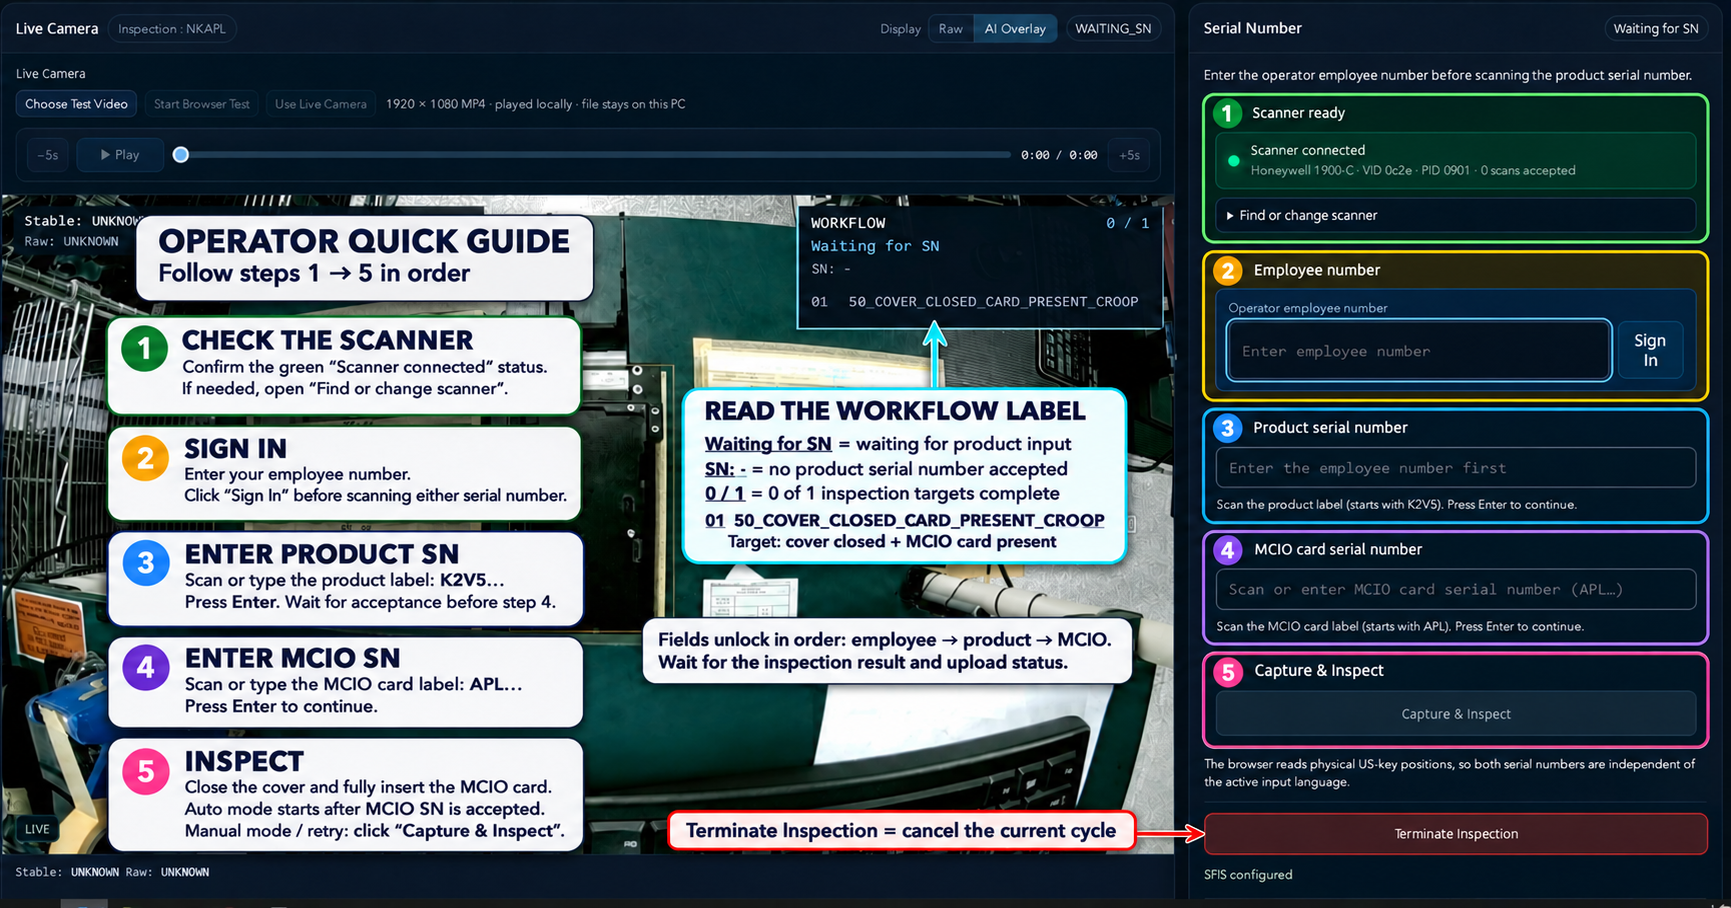 Live Camera
Inspection : NKAPL
Display
Raw
AI Overlay
WAITING_SN
Live Camera
Choose Test Video
Start Browser Test
Use Live Camera
1920 × 1080 MP4 · played locally · file stays on this PC
−5s
▶ Play
0:00 / 0:00
+5s
Stable: UNKNOW
Raw: UNKNOWN
OPERATOR QUICK GUIDE
Follow steps 1 → 5 in order
1
CHECK THE SCANNER
Confirm the green “Scanner connected” status.
If needed, open “Find or change scanner”.
2
SIGN IN
Enter your employee number.
Click “Sign In” before scanning either serial number.
3
ENTER PRODUCT SN
Scan or type the product label: K2V5...
Press Enter. Wait for acceptance before step 4.
4
ENTER MCIO SN
Scan or type the MCIO card label: APL...
Press Enter to continue.
5
INSPECT
Close the cover and fully insert the MCIO card.
Auto mode starts after MCIO SN is accepted.
Manual mode / retry: click “Capture & Inspect”.
LIVE
WORKFLOW
0 / 1
Waiting for SN
SN: -
01 50_COVER_CLOSED_CARD_PRESENT_CROOP
READ THE WORKFLOW LABEL
Waiting for SN = waiting for product input
SN: - = no product serial number accepted
0 / 1 = 0 of 1 inspection targets complete
01 50_COVER_CLOSED_CARD_PRESENT_CROOP
Target: cover closed + MCIO card present
Fields unlock in order: employee → product → MCIO.
Wait for the inspection result and upload status.
Terminate Inspection = cancel the current cycle
Stable: UNKNOWN Raw: UNKNOWN
Serial Number
Waiting for SN
Enter the operator employee number before scanning the product serial number.
1
Scanner ready
Scanner connected
Honeywell 1900-C · VID 0c2e · PID 0901 · 0 scans accepted
▶ Find or change scanner
2
Employee number
Operator employee number
Enter employee number
Sign
In
3
Product serial number
Enter the employee number first
Scan the product label (starts with K2V5). Press Enter to continue.
4
MCIO card serial number
Scan or enter MCIO card serial number (APL…)
Scan the MCIO card label (starts with APL). Press Enter to continue.
5
Capture & Inspect
Capture & Inspect
The browser reads physical US-key positions, so both serial numbers are independent of
the active input language.
Terminate Inspection
SFIS configured